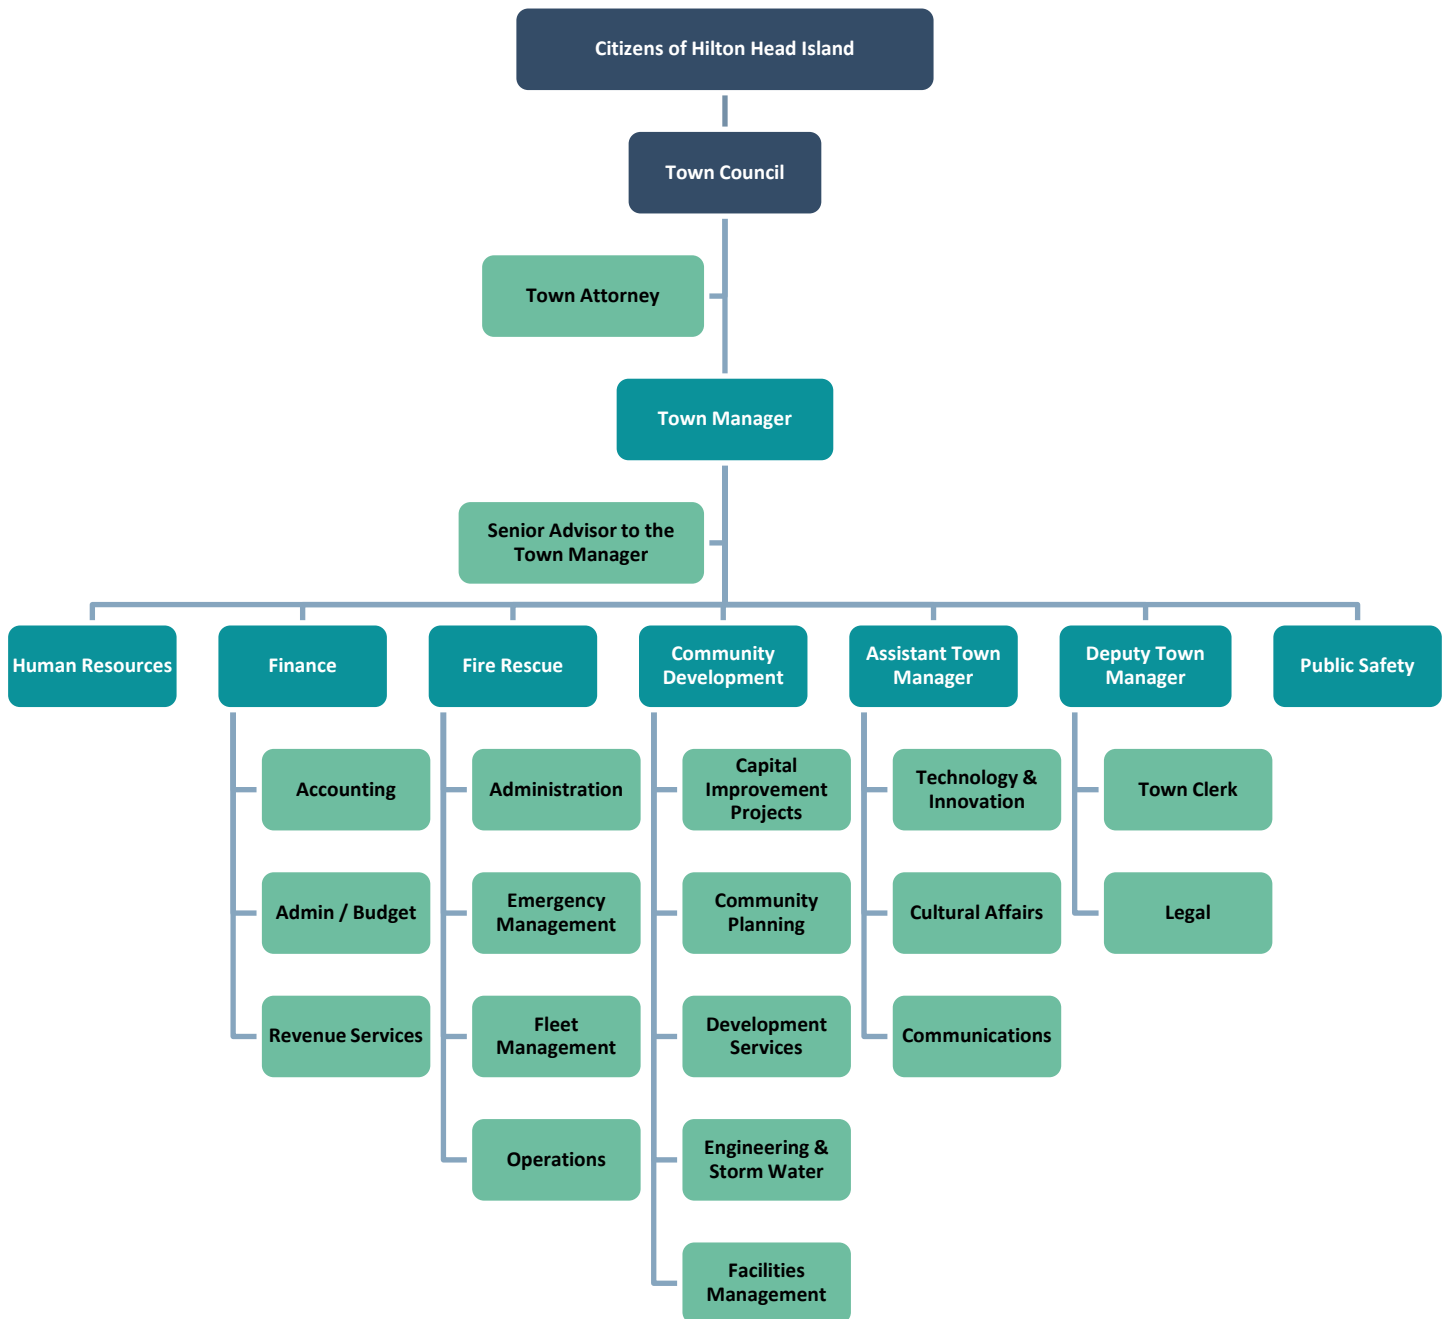 Citizens of Hilton Head Island
Town Council
Town Attorney
Town Manager
Senior Advisor to the
Town Manager
Human Resources
Finance
Fire Rescue
Community
Development
Assistant Town
Manager
Deputy Town
Manager
Public Safety
Accounting
Admin / Budget
Revenue Services
Administration
Emergency
Management
Fleet
Management
Operations
Capital
Improvement
Projects
Community
Planning
Development
Services
Engineering &
Storm Water
Facilities
Management
Technology &
Innovation
Cultural Affairs
Communications
Town Clerk
Legal